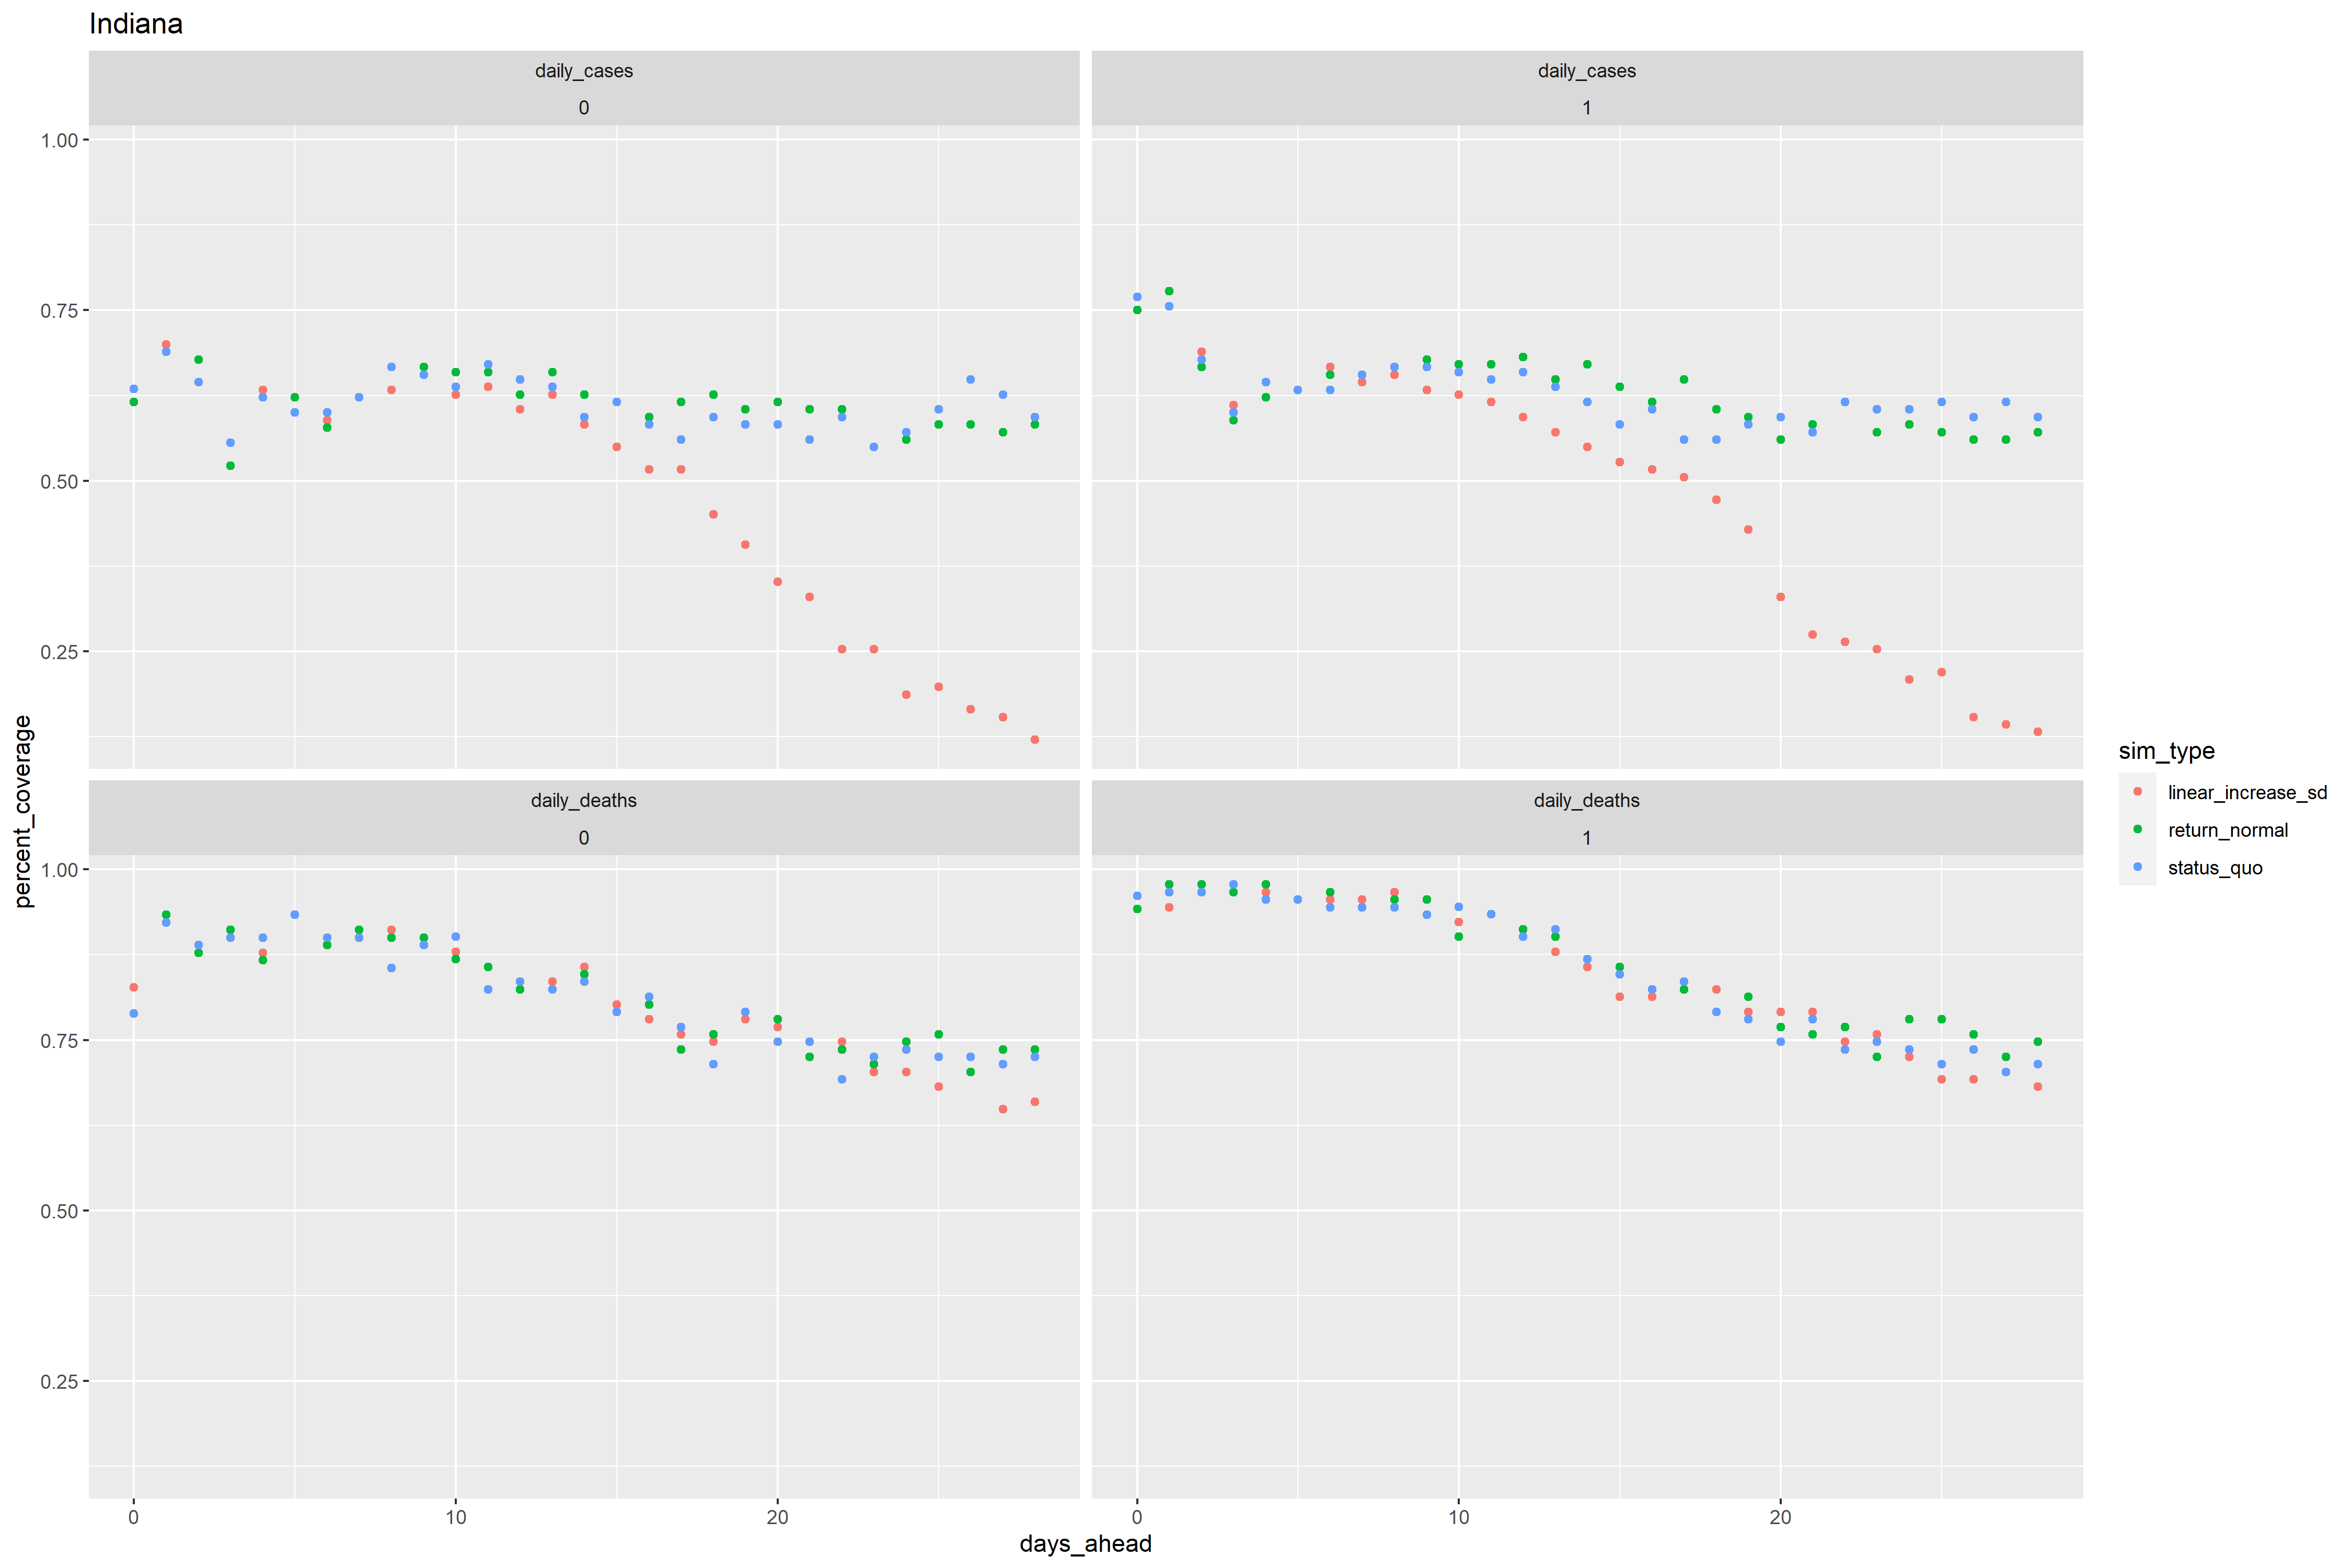 Indiana
daily_cases
0
daily_cases
1
1.00
0.75
0.50
0.25
daily_deaths
0
daily_deaths
1
1.00
0.75
0.50
0.25
percent_coverage
0
10
20
0
10
20
days_ahead
sim_type
linear_increase_sd
return_normal
status_quo